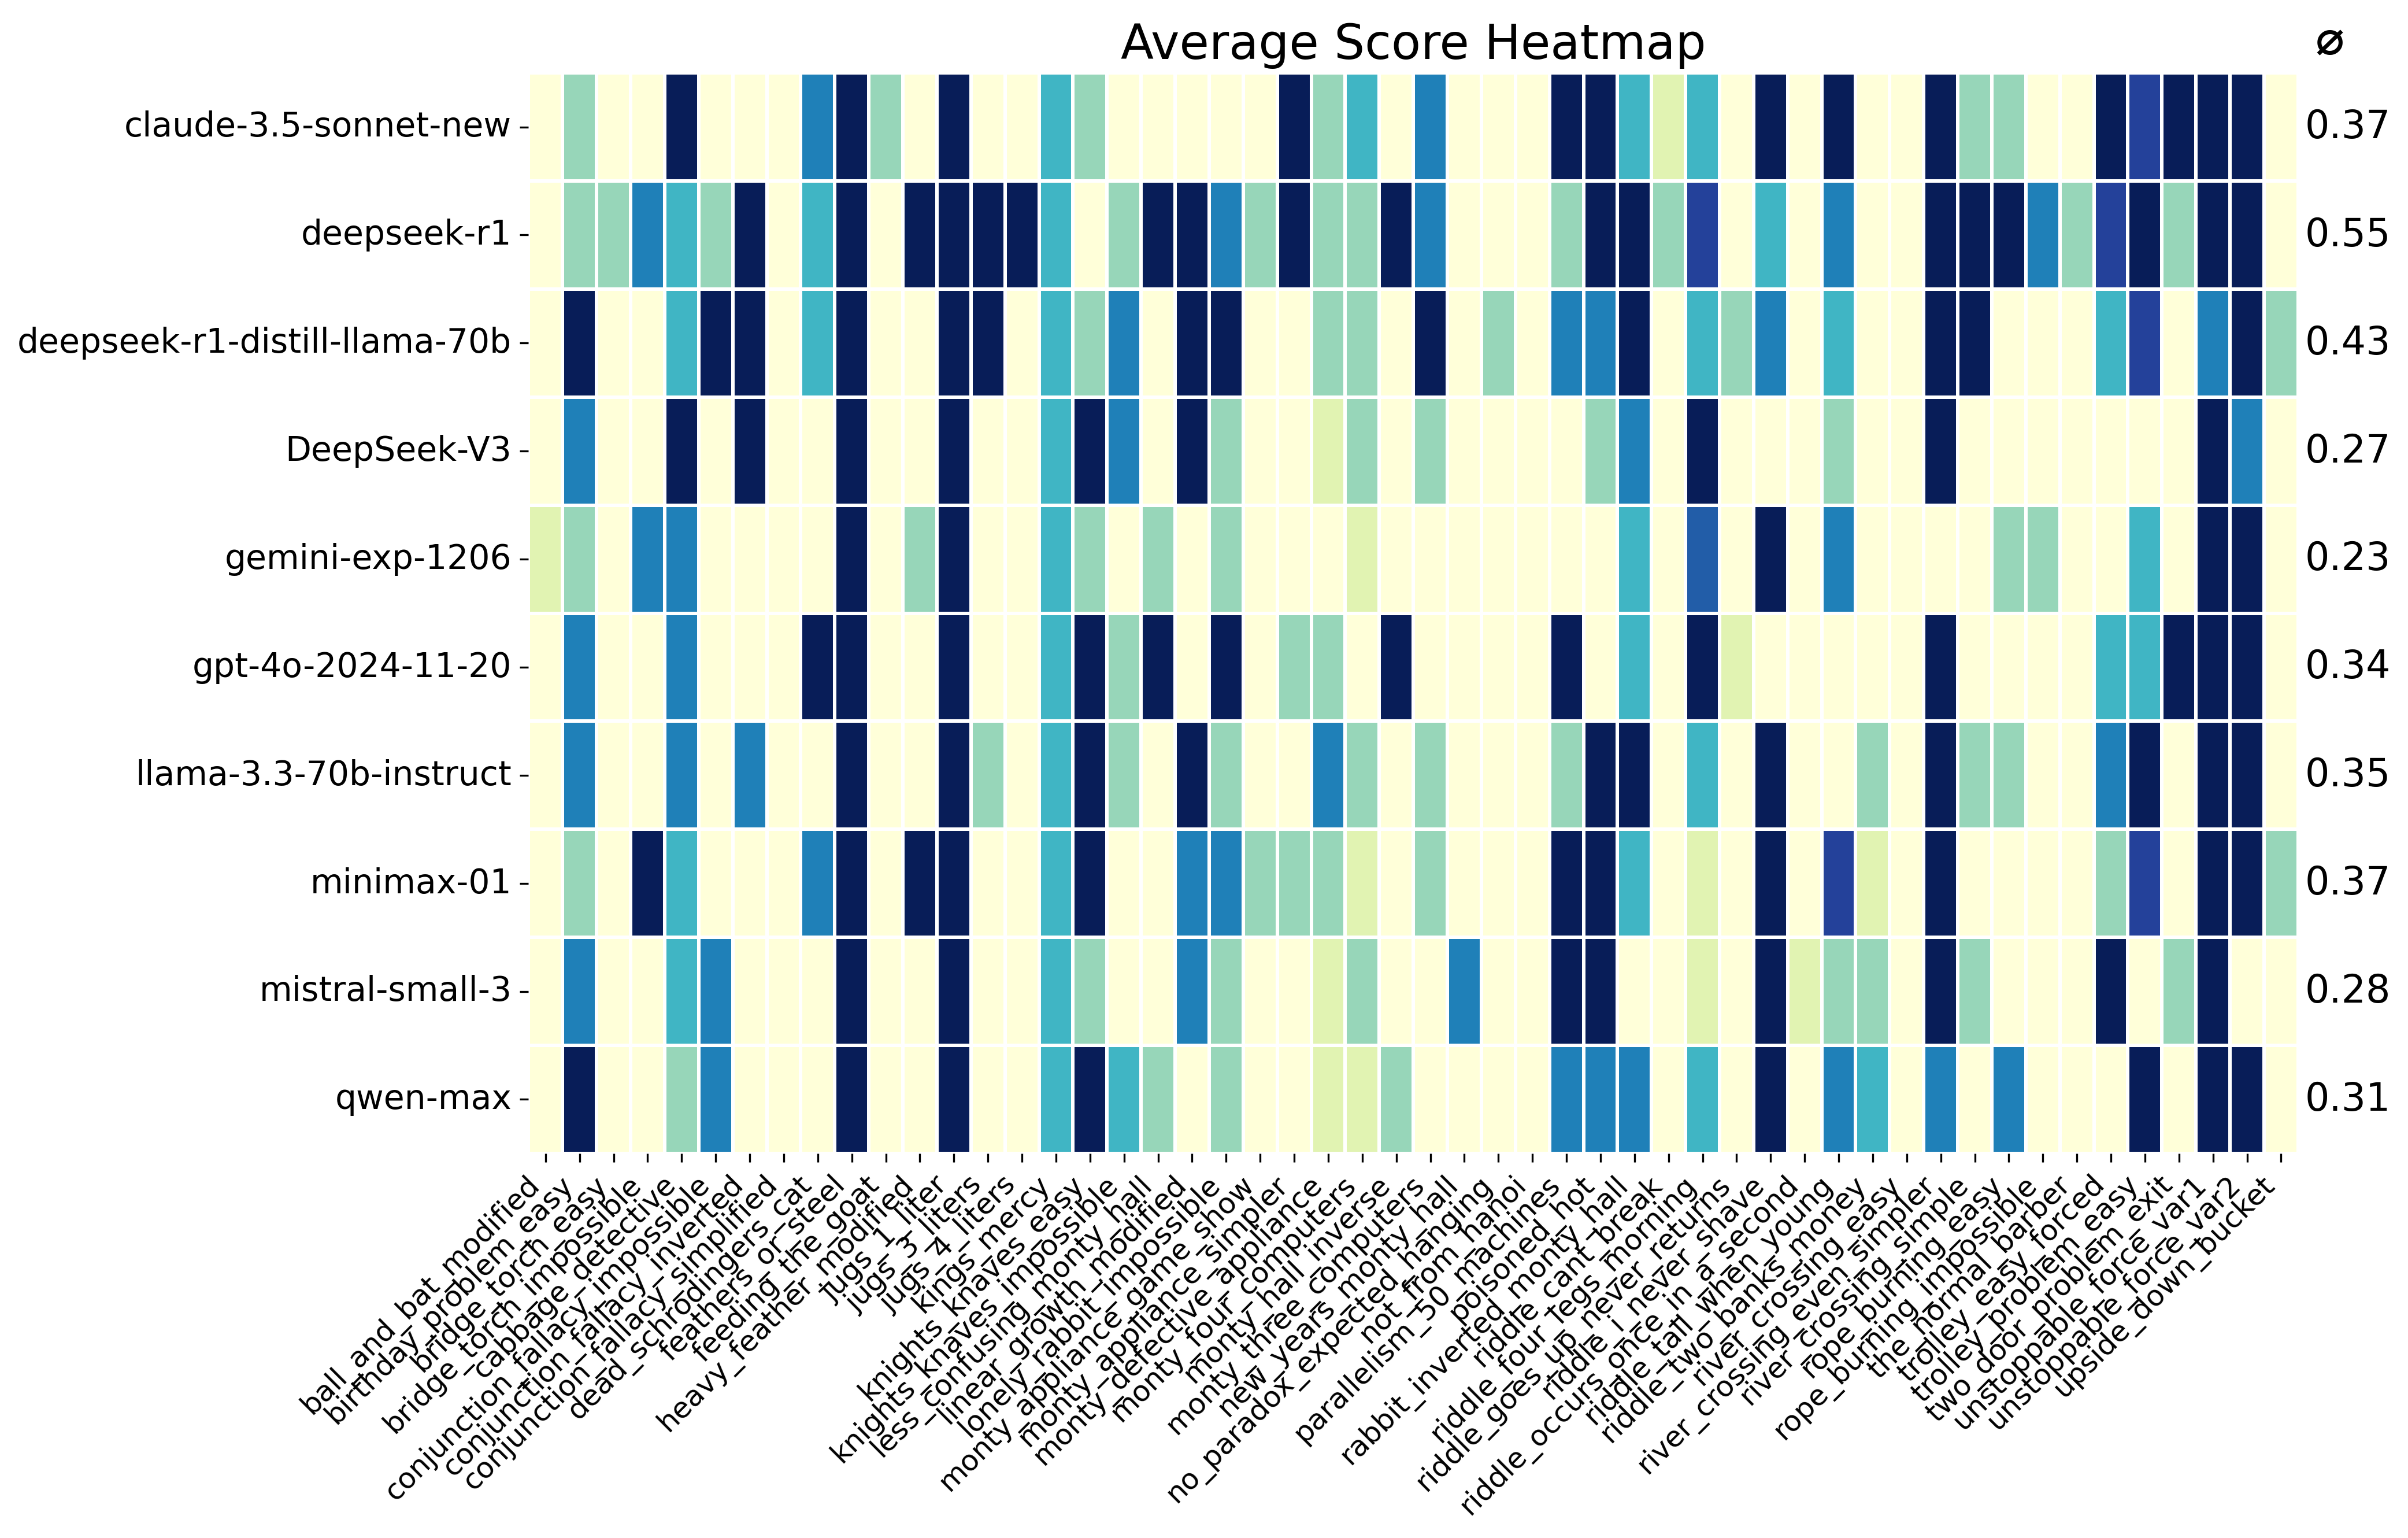 Average Score Heatmap
ø
claude-3.5-sonnet-new
0.37
deepseek-r1
0.55
deepseek-r1-distill-llama-70b
0.43
DeepSeek-V3
0.27
gemini-exp-1206
0.23
gpt-4o-2024-11-20
0.34
llama-3.3-70b-instruct
0.35
minimax-01
0.37
mistral-small-3
0.28
qwen-max
0.31
ball_and_bat_modified
birthday_problem_easy
bridge_torch_easy
bridge_torch_impossible
bridge_cabbage_detective
conjunction_fallacy_impossible
conjunction_fallacy_inverted
conjunction_fallacy_simplified
dead_schrodingers_cat
feathers_or_steel
feeding_the_goat
heavy_feather_modified
jugs_1_liter
jugs_3_liters
jugs_4_liters
kings_mercy
knights_knaves_easy
knights_knaves_impossible
less_confusing_monty_hall
linear_growth_modified
lonely_rabbit_impossible
monty_appliance_game_show
monty_appliance_simpler
monty_defective_appliance
monty_four_computers
monty_hall_inverse
monty_three_computers
new_years_monty_hall
no_paradox_expected_hanging
not_from_hanoi
parallelism_50_machines
poisoned_hot
rabbit_inverted_monty_hall
riddle_cant_break
riddle_four_legs_morning
riddle_goes_up_never_returns
riddle_i_never_shave
riddle_occurs_once_in_a_second
riddle_tall_when_young
riddle_two_banks_money
river_crossing_easy
river_crossing_even_simpler
river_crossing_simple
rope_burning_easy
rope_burning_impossible
the_normal_barber
trolley_easy_forced
trolley_problem_easy
two_door_problem_exit
unstoppable_force_var1
unstoppable_force_var2
upside_down_bucket